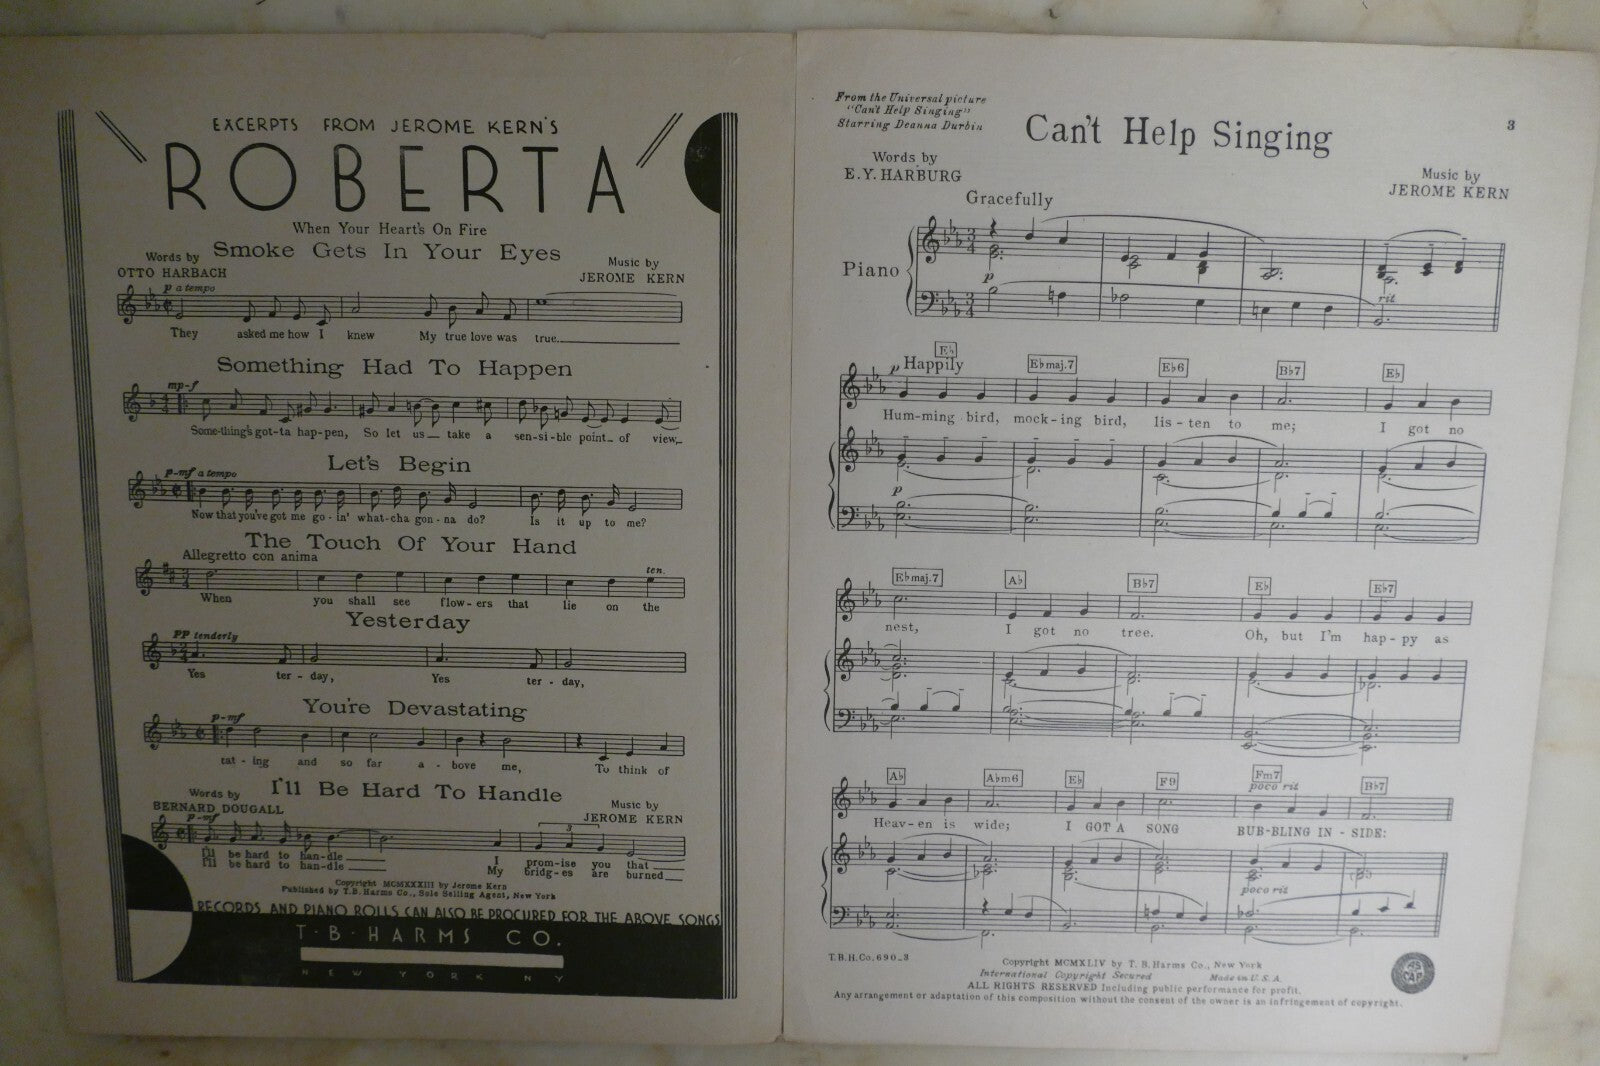 EXCERPTS FROM JEROME KERN'S
ROBERTA
When Your Heart's On Fire
Smoke Gets In Your Eyes
Words by
OTTO HARBACH
Music by
JEROME KERN
p a tempo
They asked me how I knew My true love was true.
Something Had To Happen
mp-f
Some-thing's got-ta hap-pen, So let us take a sen-si-ble point of view,
Let's Begin
p-mf a tempo
Now that you've got me go-in' what-cha gon-na do? Is it up to me?
The Touch Of Your Hand
Allegretto con anima
ten.
When you shall see flow-ers that lie on the
Yesterday
PP tenderly
Yes ter-day, Yes ter-day,
You're Devastating
p-mf
tat-ing and so far a-bove me, To think of
I'll Be Hard To Handle
Words by
BERNARD DOUGALL
Music by
JEROME KERN
p-mf
3
I'll be hard to han-dle I prom-ise you that
I'll be hard to han-dle My bridg-es are burned
Copyright MCMXXXIII by Jerome Kern
Published by T.B. Harms Co., Sole Selling Agent, New York
RECORDS AND PIANO ROLLS CAN ALSO BE PROCURED FOR THE ABOVE SONGS
T·B·HARMS CO.
NEW YORK NY
From the Universal picture
"Can't Help Singing"
Starring Deanna Durbin
Can't Help Singing
3
Words by
E.Y. HARBURG
Music by
JEROME KERN
Gracefully
Piano
p
rit
E♭ E♭maj.7 E♭6 B♭7 E♭
p Happily
Hum-ming bird, mock-ing bird, lis-ten to me; I got no
p
E♭maj.7 A♭ B♭7 E♭ E♭7
nest, I got no tree. Oh, but I'm hap-py as
A♭ A♭m6 E♭ F9 Fm7 B♭7
poco rit
Heav-en is wide; I GOT A SONG BUB-BLING IN-SIDE:
poco rit
T.B.H.Co. 690-3
Copyright MCMXLIV by T.B. Harms Co., New York
International Copyright Secured Made in U.S.A.
ALL RIGHTS RESERVED Including public performance for profit.
Any arrangement or adaptation of this composition without the consent of the owner is an infringement of copyright.
AS
CAP